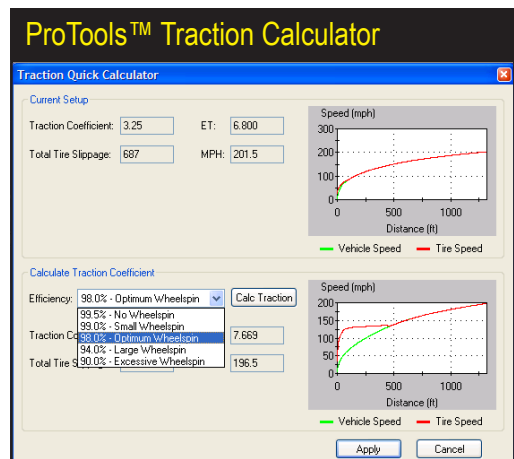 ProTools™ Traction Calculator
Traction Quick Calculator
Current Setup
Traction Coefficient: 3.25 ET: 6.800
Total Tire Slippage: 687 MPH: 201.5
Speed (mph)
300
200
100
0
0 500 1000
Distance (ft)
Vehicle Speed Tire Speed
Calculate Traction Coefficient
Efficiency: 98.0% - Optimum Wheelspin Calc Traction
99.5% - No Wheelspin
99.0% - Small Wheelspin
98.0% - Optimum Wheelspin
94.0% - Large Wheelspin
90.0% - Excessive Wheelspin
Traction Co 7.669
Total Tire S 196.5
Speed (mph)
200
150
100
50
0
0 500 1000
Distance (ft)
Vehicle Speed Tire Speed
Apply Cancel